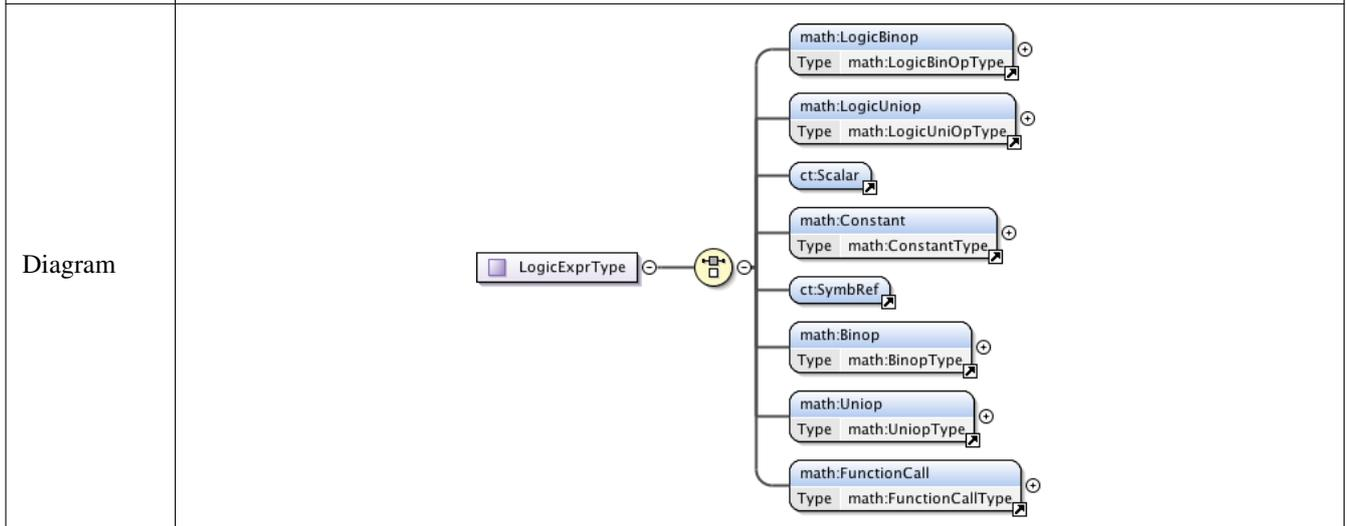 Diagram
LogicExprType
math:LogicBinop
Type math:LogicBinOpType
math:LogicUniop
Type math:LogicUniOpType
ct:Scalar
math:Constant
Type math:ConstantType
ct:SymbRef
math:Binop
Type math:BinopType
math:Uniop
Type math:UniopType
math:FunctionCall
Type math:FunctionCallType